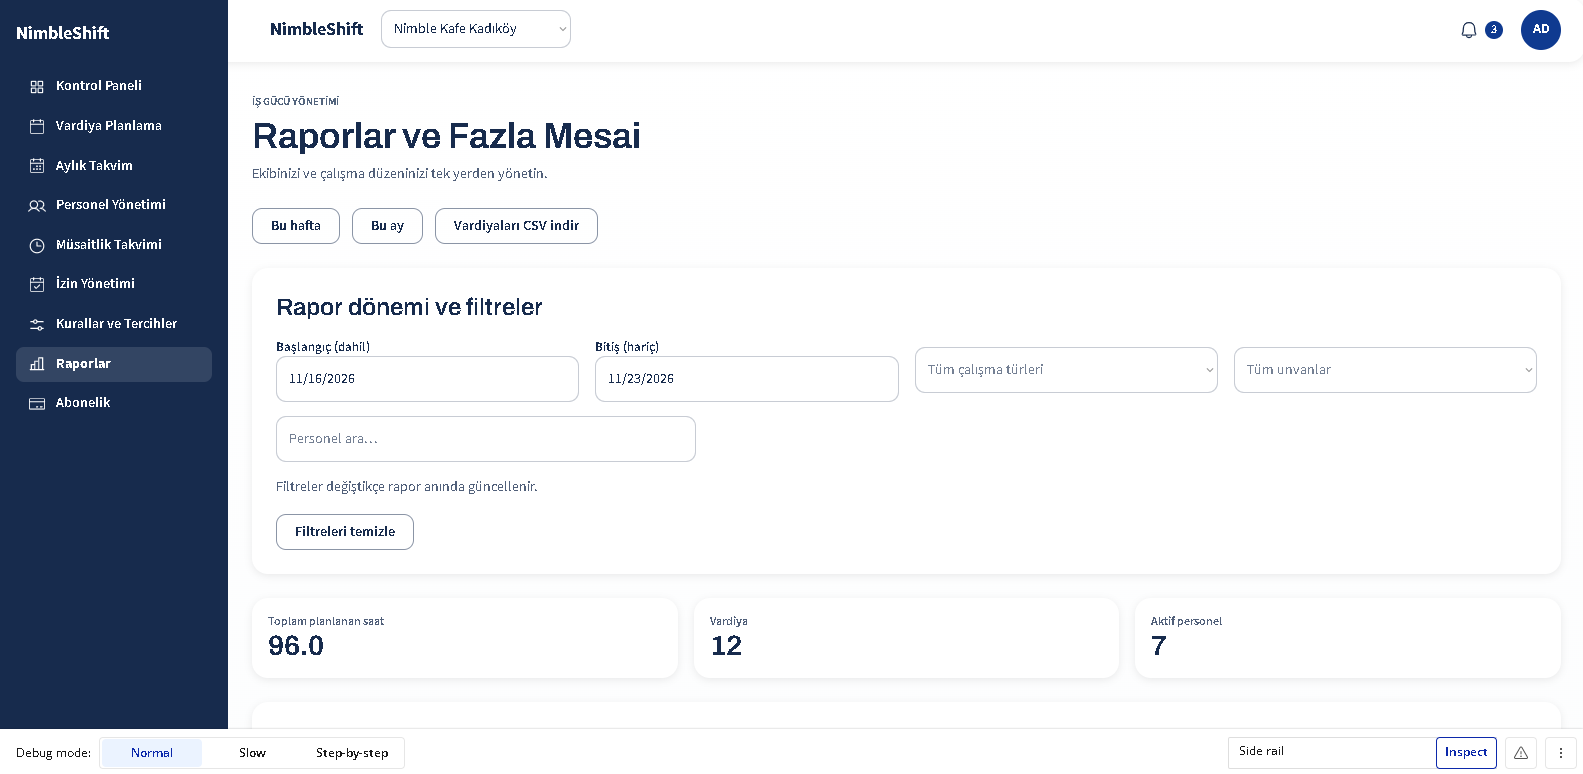 NimbleShift
Kontrol Paneli
Vardiya Planlama
Aylık Takvim
Personel Yönetimi
Müsaitlik Takvimi
İzin Yönetimi
Kurallar ve Tercihler
Raporlar
Abonelik
NimbleShift
Nimble Kafe Kadıköy
3
AD
İŞ GÜCÜ YÖNETİMİ
Raporlar ve Fazla Mesai
Ekibinizi ve çalışma düzeninizi tek yerden yönetin.
Bu hafta
Bu ay
Vardiyaları CSV indir
Rapor dönemi ve filtreler
Başlangıç (dahil)
Bitiş (hariç)
11/16/2026
11/23/2026
Tüm çalışma türleri
Tüm unvanlar
Personel ara...
Filtreler değiştikçe rapor anında güncellenir.
Filtreleri temizle
Toplam planlanan saat
96.0
Vardiya
12
Aktif personel
7
Debug mode:
Normal
Slow
Step-by-step
Side rail
Inspect